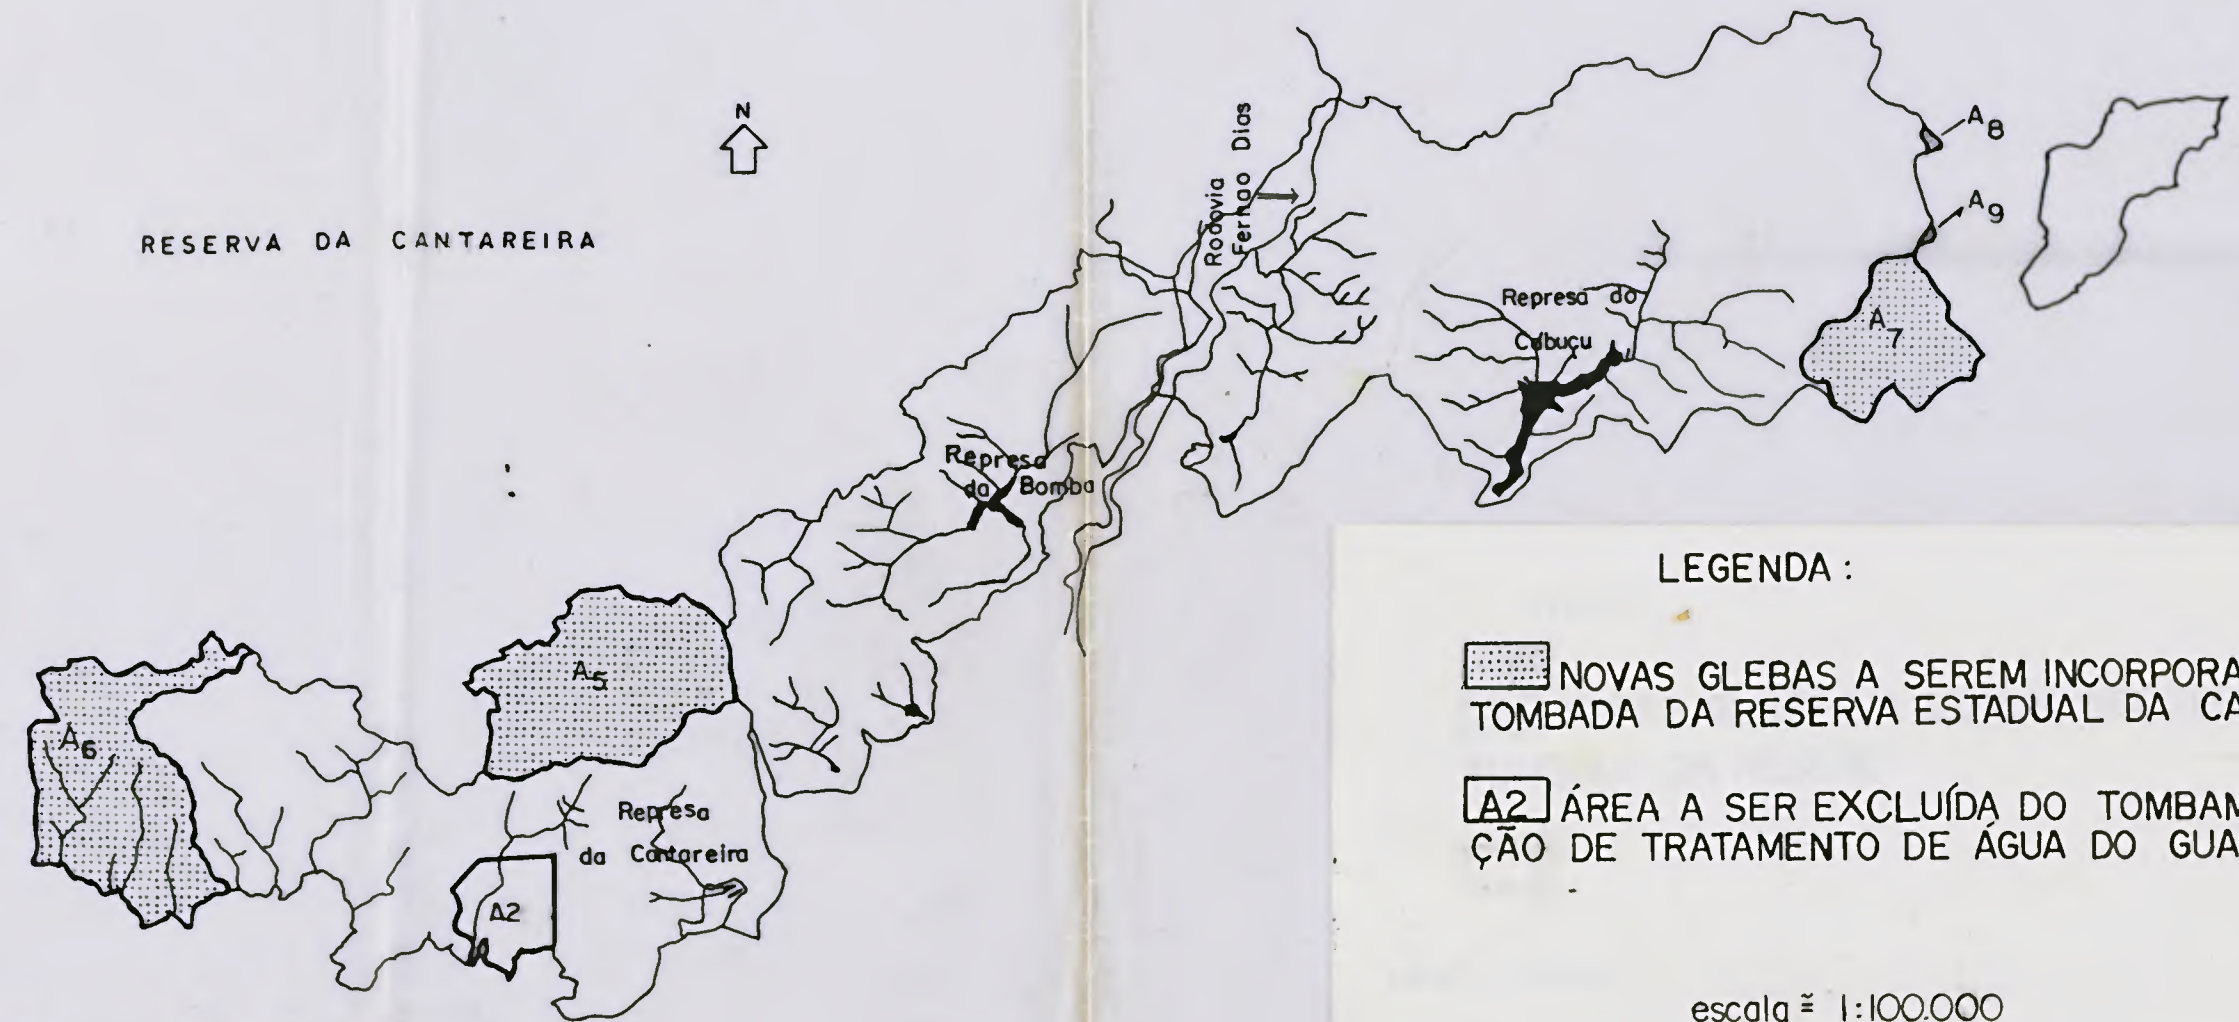 N
RESERVA DA CANTAREIRA
Rodovia
Fernao Dias
A8
A9
Represa do
Cabuçu
A7
Represa
da Bomba
A5
A6
Represa
da Cantareira
A2
LEGENDA :
NOVAS GLEBAS A SEREM INCORPORA
TOMBADA DA RESERVA ESTADUAL DA CA
A2 ÁREA A SER EXCLUÍDA DO TOMBAM
ÇÃO DE TRATAMENTO DE ÁGUA DO GUA
escala ≅ 1:100.000